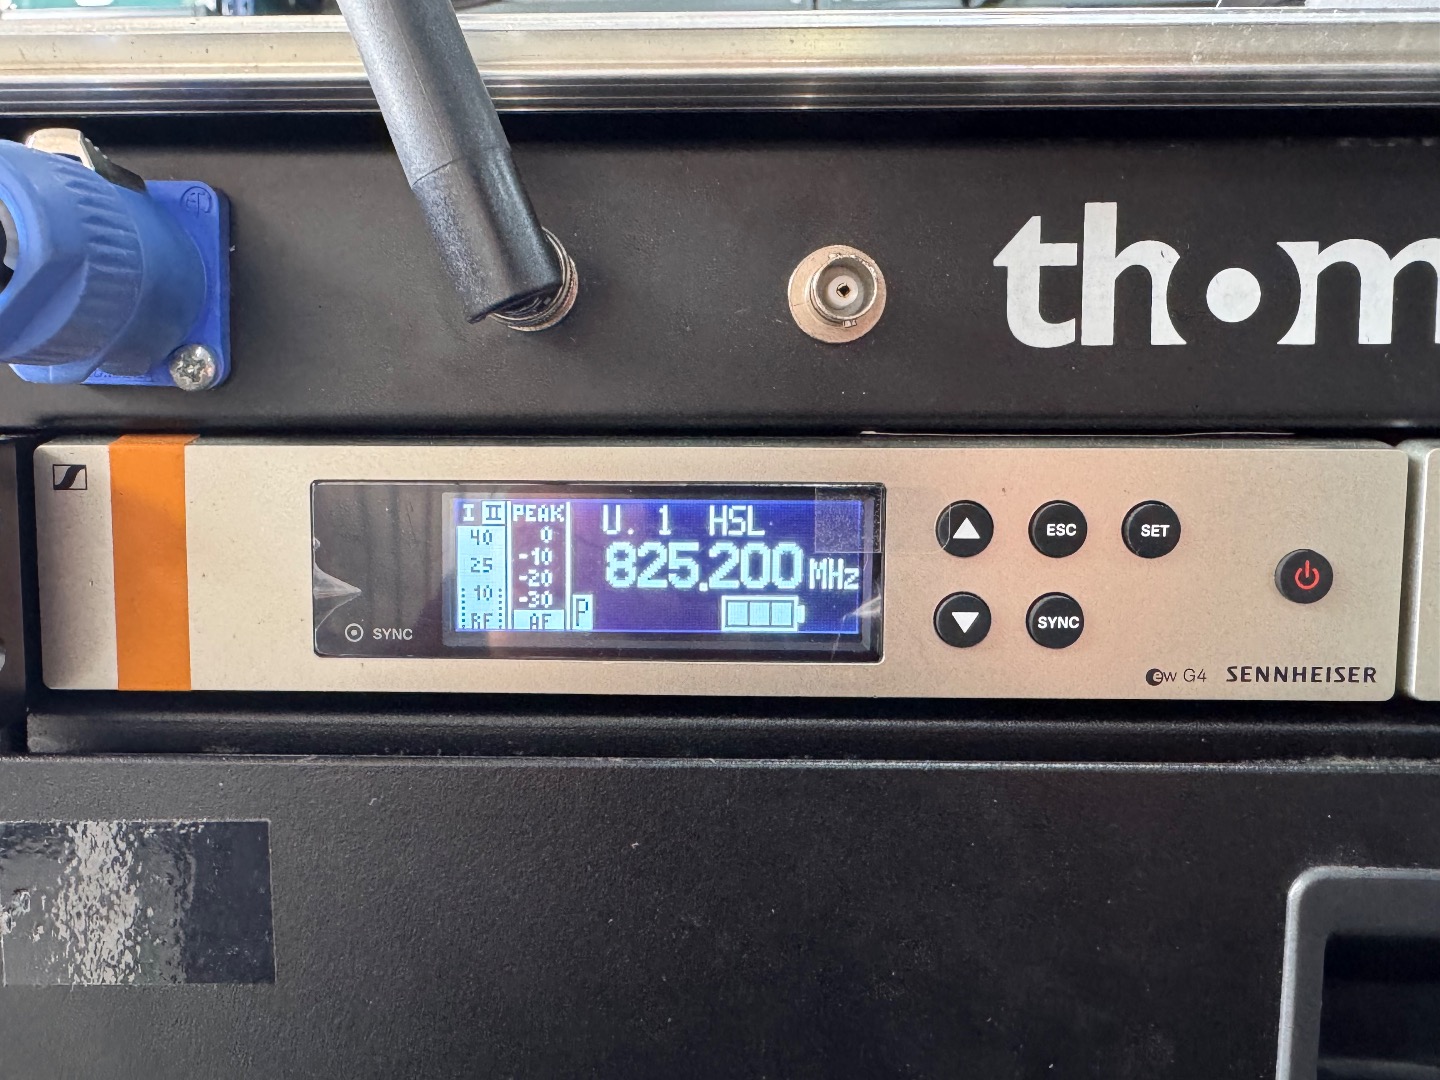 th•m
I II PEAK
U. 1 HSL
40
0
25
-10
10
-20
-30
RF
AF
P
825.200 MHz
SYNC
ESC
SET
SYNC
ew G4 SENNHEISER